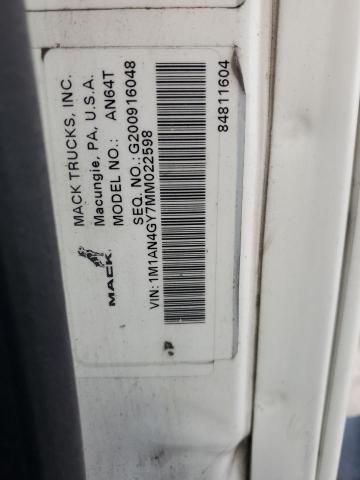 MACK TRUCKS, INC.
Macungie, PA, U.S.A.
MODEL NO.: AN64T
SEQ. NO.: G200916048
MACK
VIN: 1M1AN4GY7MM022598
84811604